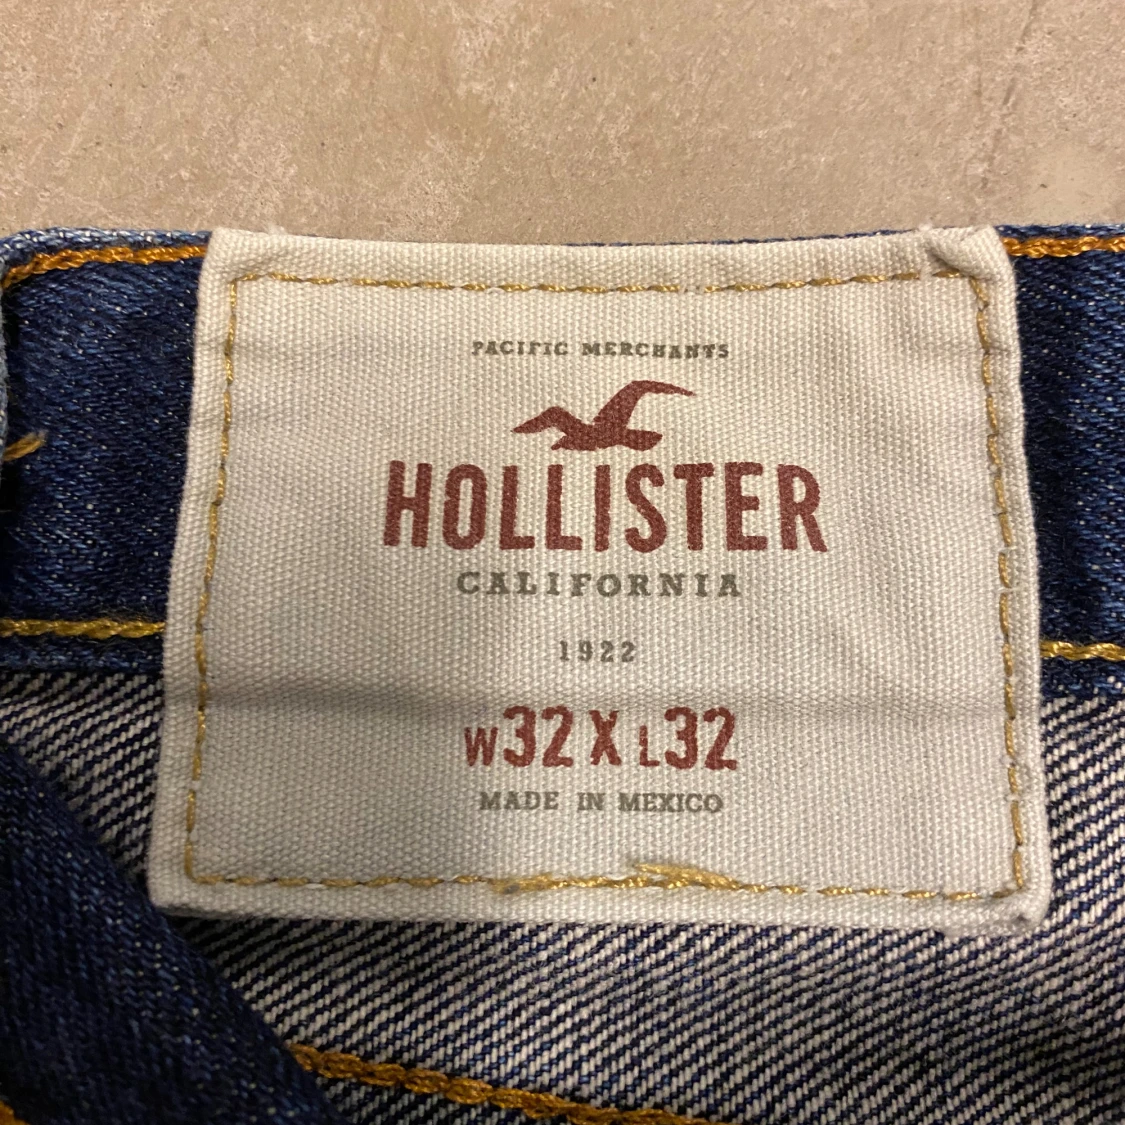 PACIFIC MERCHANTS
HOLLISTER
CALIFORNIA
1922
W32 X L32
MADE IN MEXICO